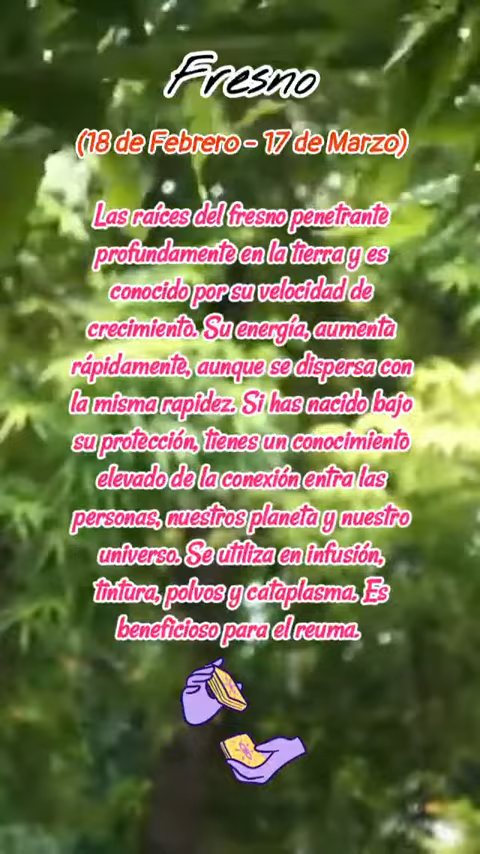 Fresno
(18 de Febrero - 17 de Marzo)
Las raíces del fresno penetrante
profundamente en la tierra y es
conocido por su velocidad de
crecimiento. Su energía, aumenta
rápidamente, aunque se dispersa con
la misma rapidez. Si has nacido bajo
su protección, tienes un conocimiento
elevado de la conexión entra las
personas, nuestros planeta y nuestro
universo. Se utiliza en infusión,
tintura, polvos y cataplasma. Es
beneficioso para el reuma.